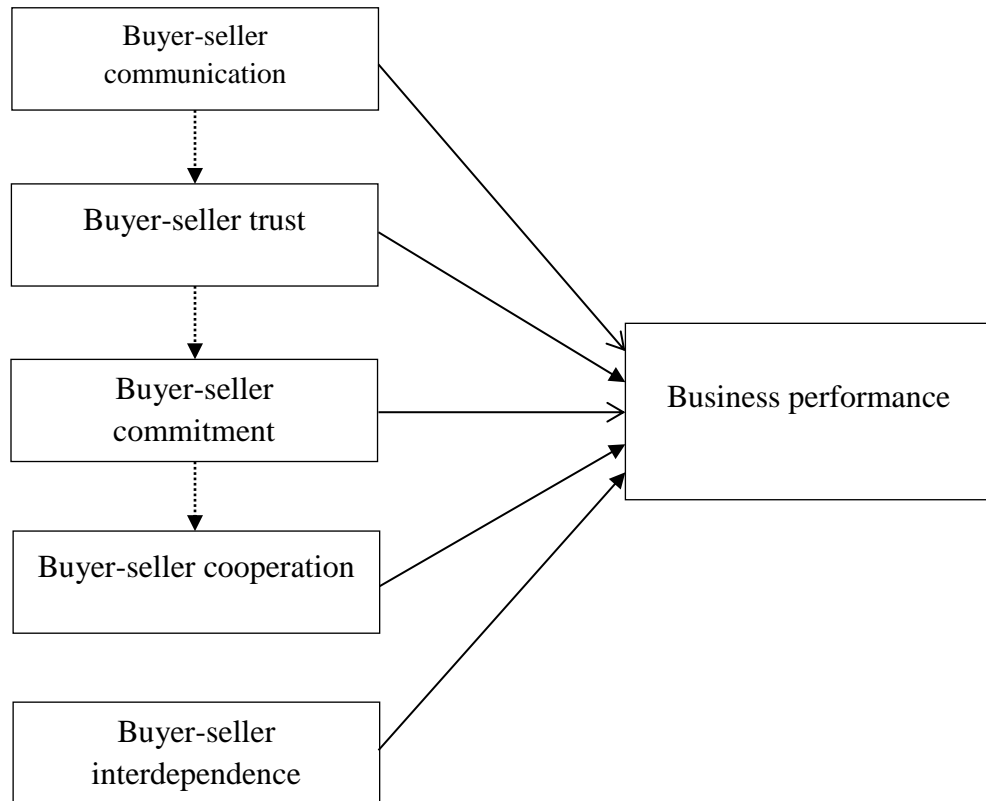 Buyer-seller
communication
Buyer-seller trust
Buyer-seller
commitment
Business performance
Buyer-seller cooperation
Buyer-seller
interdependence